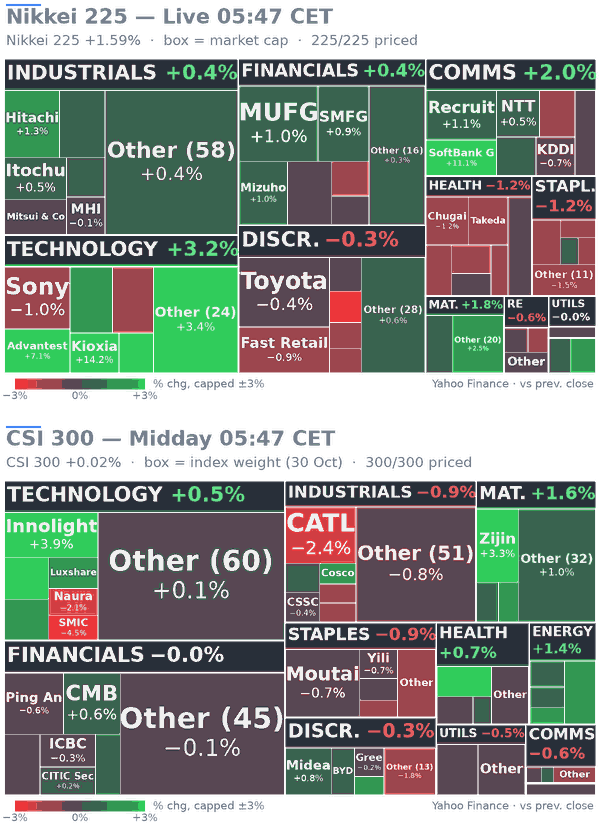 Nikkei 225 — Live 05:47 CET
Nikkei 225 +1.59% · box = market cap · 225/225 priced
INDUSTRIALS +0.4%
Hitachi
+1.3%
Itochu
+0.5%
Mitsui & Co
MHI
−0.1%
Other (58)
+0.4%
FINANCIALS +0.4%
MUFG
+1.0%
SMFG
+0.9%
Mizuho
+1.0%
Other (16)
+0.3%
COMMS +2.0%
Recruit
+1.1%
NTT
+0.5%
SoftBank G
+11.1%
KDDI
−0.7%
HEALTH −1.2%
Chugai
−1.2%
Takeda
STAPL.
−1.2%
Other (11)
−1.5%
TECHNOLOGY +3.2%
Sony
−1.0%
Advantest
+7.1%
Kioxia
+14.2%
Other (24)
+3.4%
DISCR. −0.3%
Toyota
−0.4%
Fast Retail
−0.9%
Other (28)
+0.6%
MAT. +1.8%
Other (20)
+2.5%
RE
−0.6%
Other
UTILS
−0.0%
−3% 0% +3%
% chg, capped ±3%
Yahoo Finance · vs prev. close
CSI 300 — Midday 05:47 CET
CSI 300 +0.02% · box = index weight (30 Oct) · 300/300 priced
TECHNOLOGY +0.5%
Innolight
+3.9%
Luxshare
Naura
−2.1%
SMIC
−4.5%
Other (60)
+0.1%
INDUSTRIALS −0.9%
CATL
−2.4%
CSSC
−0.4%
Cosco
Other (51)
−0.8%
MAT. +1.6%
Zijin
+3.3%
Other (32)
+1.0%
FINANCIALS −0.0%
Ping An
−0.6%
CMB
+0.6%
ICBC
−0.3%
CITIC Sec
+0.2%
Other (45)
−0.1%
STAPLES −0.9%
Moutai
−0.7%
Yili
−0.7%
Other
HEALTH
+0.7%
Other
ENERGY
+1.4%
DISCR. −0.3%
Midea
+0.8%
BYD
Gree
−0.2%
Other (13)
−1.8%
UTILS −0.5%
Other
COMMS
−0.6%
Other
−3% 0% +3%
% chg, capped ±3%
Yahoo Finance · vs prev. close